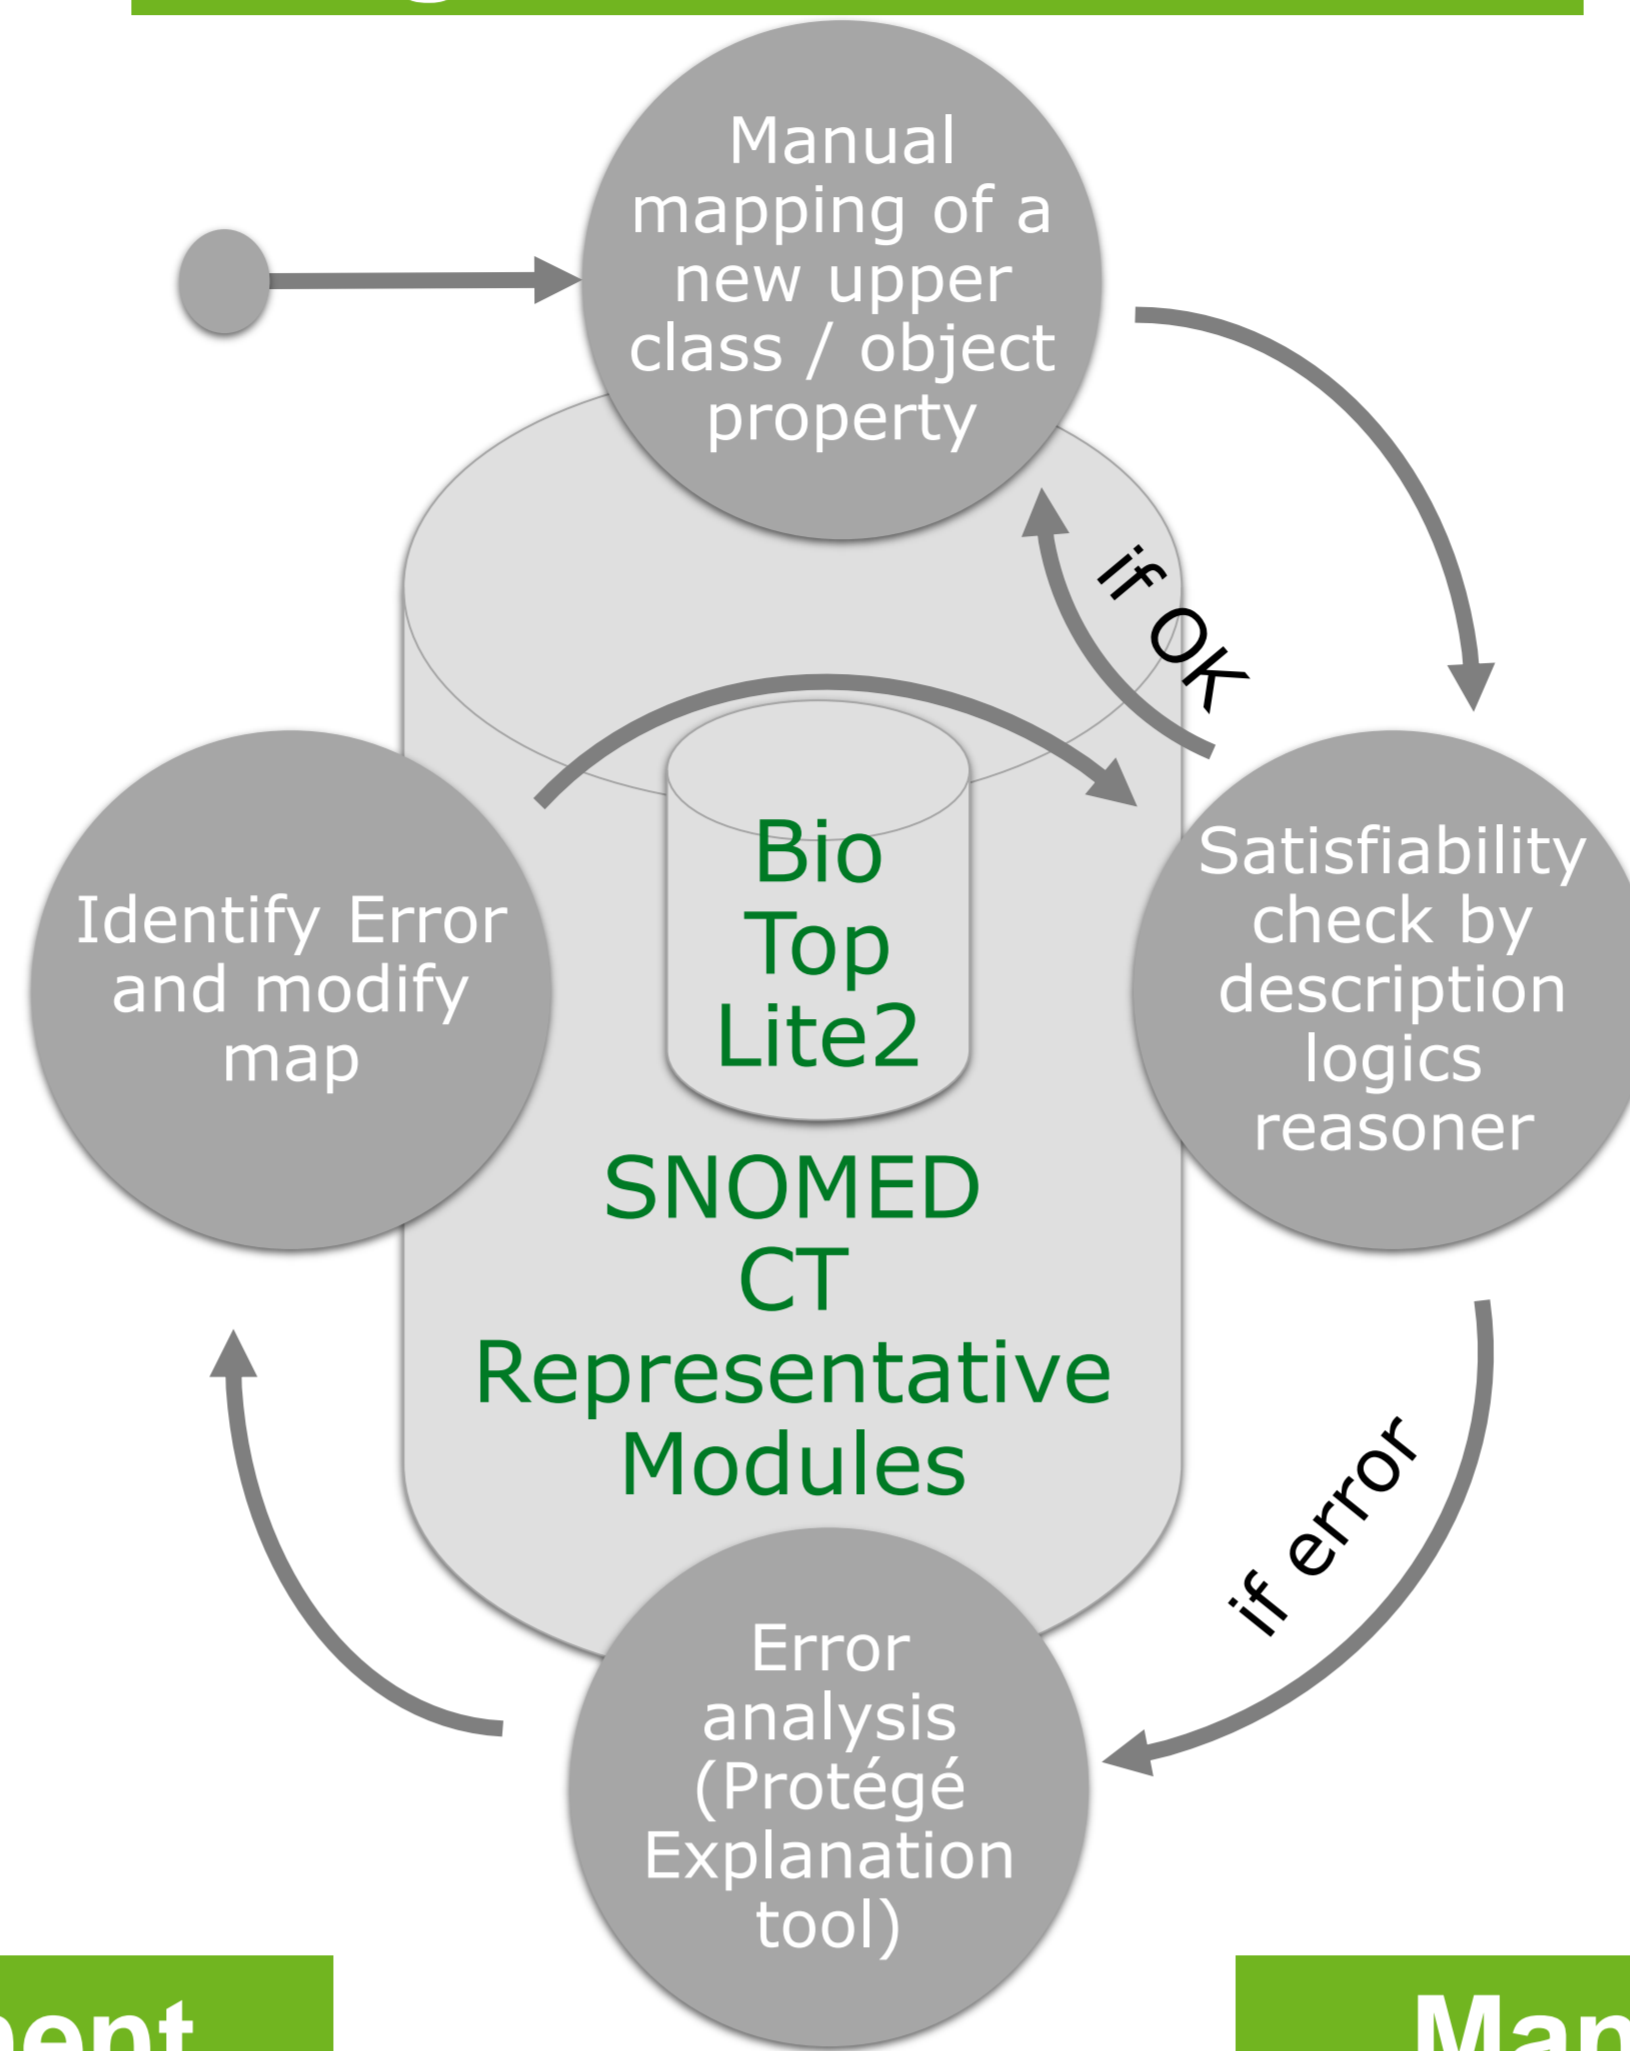 Manual
mapping of a
new upper
class / object
property
if OK
Bio
Top
Lite2
Identify Error
and modify
map
Satisfiability
check by
description
logics
reasoner
SNOMED
CT
Representative
Modules
if error
Error
analysis
(Protégé
Explanation
tool)